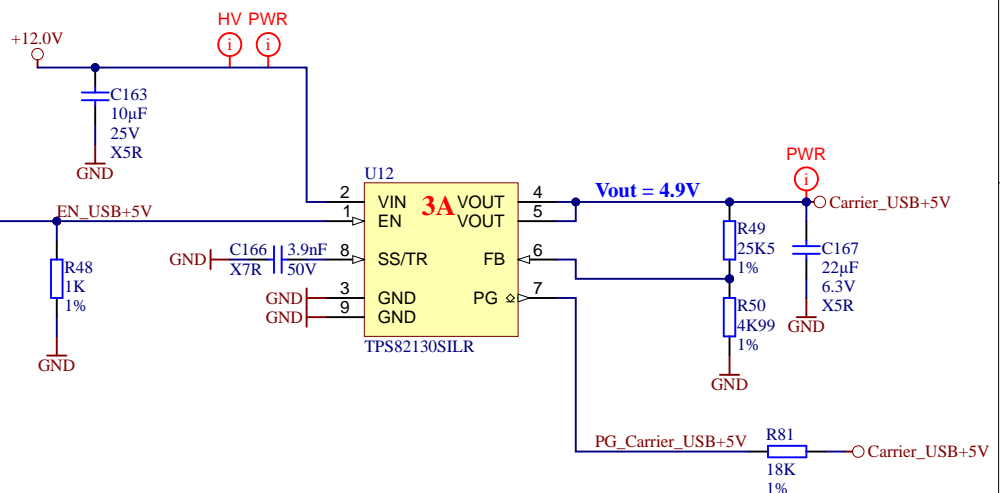 HV PWR
+12.0V
i i
C163
10µF
25V
X5R
GND
U12
PWR
i
2 VIN 3A VOUT 4
Vout = 4.9V
Carrier_USB+5V
EN_USB+5V
1 EN VOUT 5
R49
25K5
1%
C167
22µF
6.3V
X5R
GND
R48
1K
1%
GND
GND
C166 3.9nF
X7R 50V
8 SS/TR FB 6
GND 3 GND PG 7
GND 9 GND
TPS82130SILR
R50
4K99
1%
GND
PG_Carrier_USB+5V
R81
18K
1%
Carrier_USB+5V